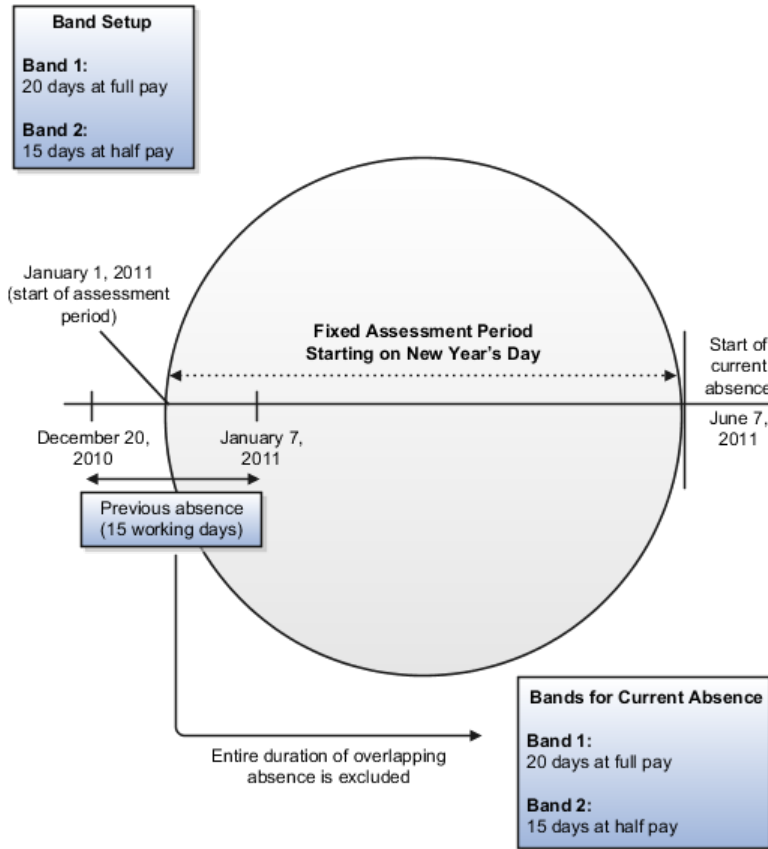 Band Setup
Band 1:
20 days at full pay
Band 2:
15 days at half pay
January 1, 2011
(start of assessment
period)
Fixed Assessment Period
Starting on New Year's Day
Start of
current
absence
June 7,
2011
December 20,
2010
January 7,
2011
Previous absence
(15 working days)
Entire duration of overlapping
absence is excluded
Bands for Current Absence
Band 1:
20 days at full pay
Band 2:
15 days at half pay